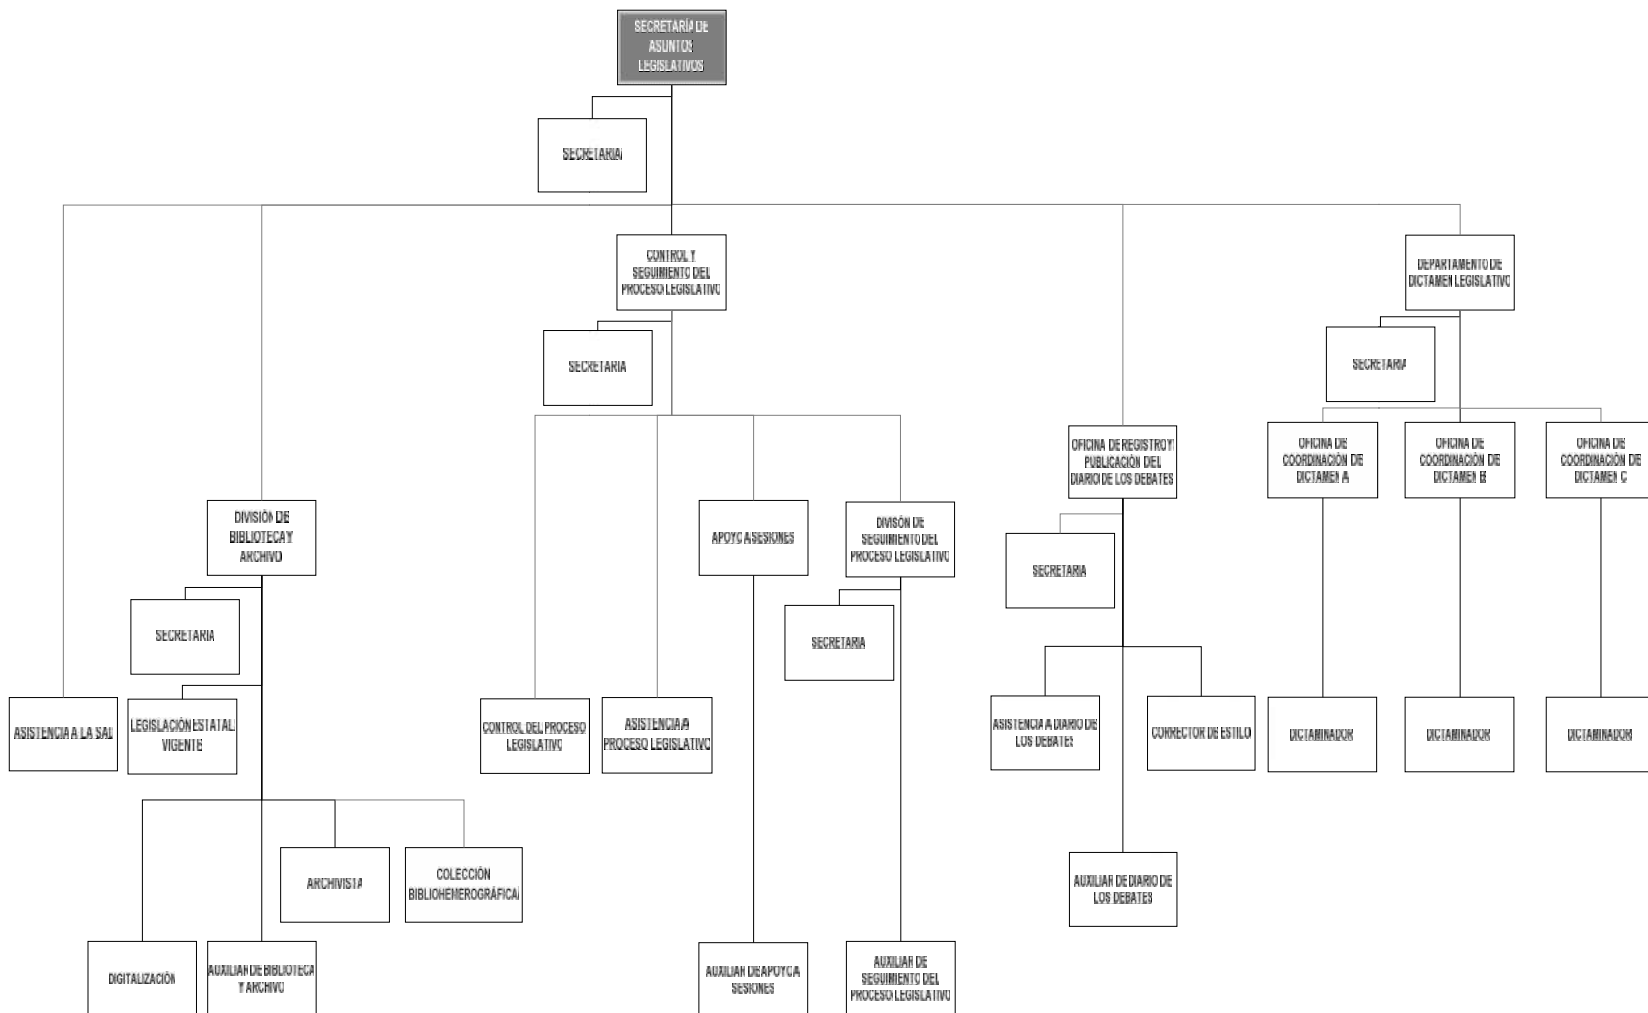 SECRETARÍA DE
ASUNTOS
LEGISLATIVOS
SECRETARIA
CONTROL Y
SEGUIMIENTO DEL
PROCESO LEGISLATIVO
DEPARTAMENTO DE
DICTAMEN LEGISLATIVO
SECRETARIA
SECRETARIA
OFICINA DE REGISTRO Y
PUBLICACIÓN DEL
DIARIO DE LOS DEBATES
OFICINA DE
COORDINACIÓN DE
DICTAMEN A
OFICINA DE
COORDINACIÓN DE
DICTAMEN B
OFICINA DE
COORDINACIÓN DE
DICTAMEN C
DIVISIÓN DE
BIBLIOTECA Y
ARCHIVO
APOYO A SESIONES
DIVISÓN DE
SEGUIMIENTO DEL
PROCESO LEGISLATIVO
SECRETARIA
SECRETARIA
SECRETARIA
ASISTENCIA A LA SAL
LEGISLACIÓN ESTATAL
VIGENTE
CONTROL DEL PROCESO
LEGISLATIVO
ASISTENCIA A
PROCESO LEGISLATIVO
ASISTENCIA A DIARIO DE
LOS DEBATES
CORRECTOR DE ESTILO
DICTAMINADOR
DICTAMINADOR
DICTAMINADOR
ARCHIVISTA
COLECCIÓN
BIBLIOHEMEROGRÁFICA
AUXILIAR DE DIARIO DE
LOS DEBATES
DIGITALIZACIÓN
AUXILIAR DE BIBLIOTECA
Y ARCHIVO
AUXILIAR DE APOYO A
SESIONES
AUXILIAR DE
SEGUIMIENTO DEL
PROCESO LEGISLATIVO